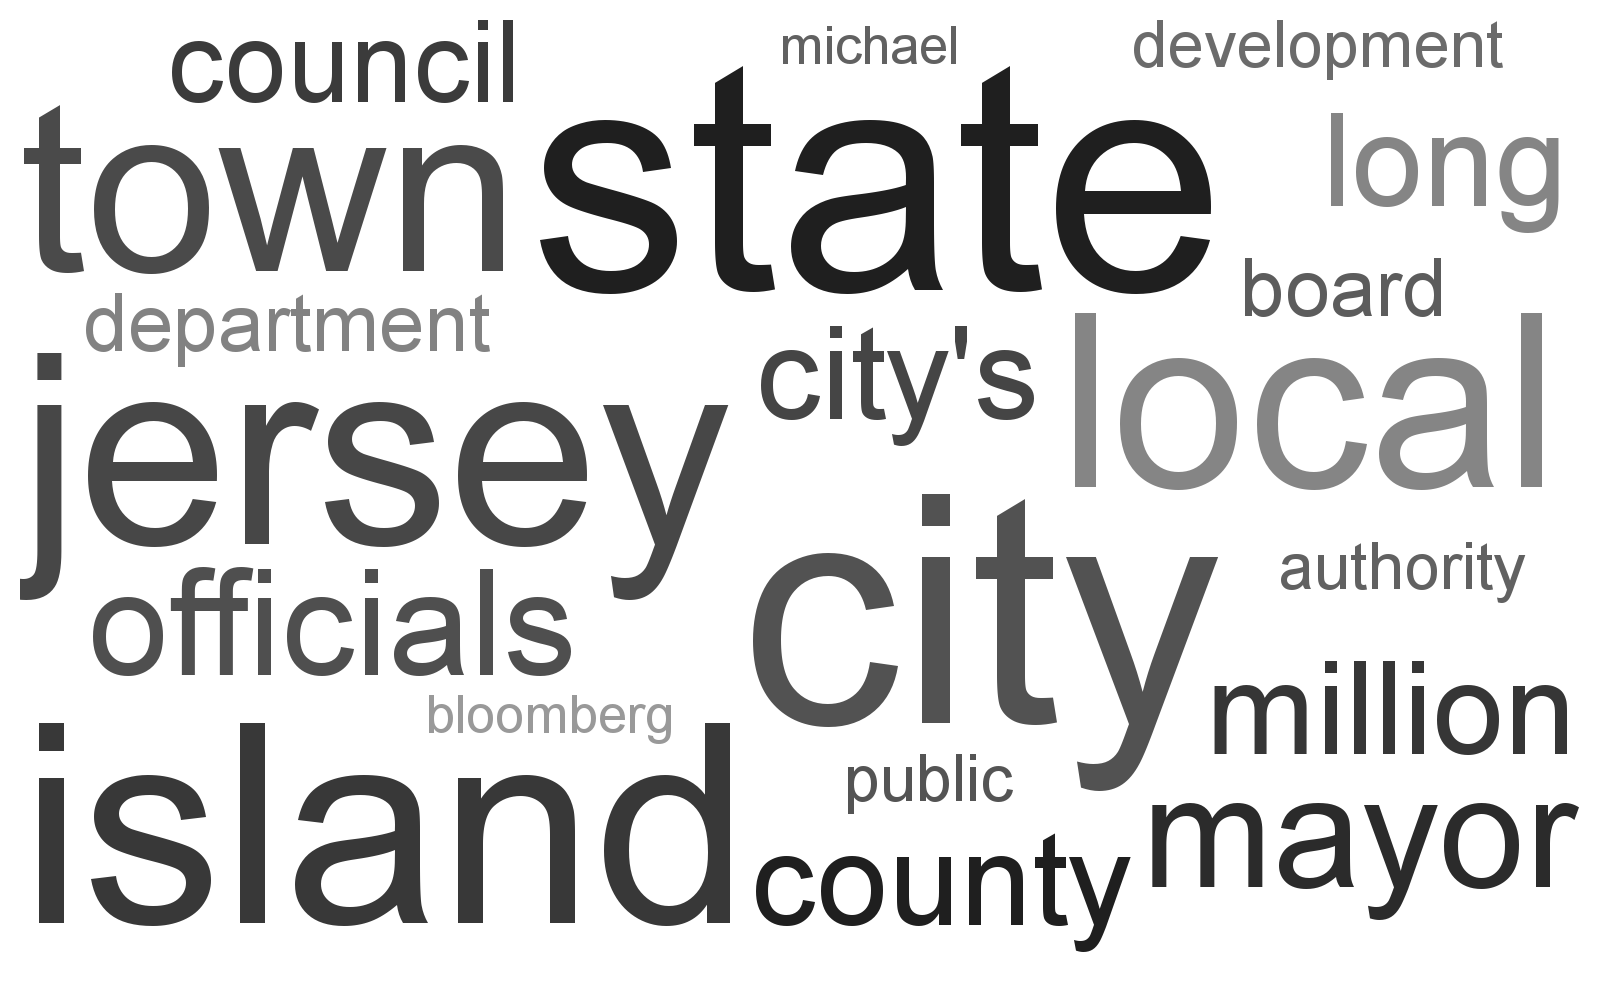 council
michael
development
town
state
long
department
board
jersey
city's
local
city
officials
authority
bloomberg
million
island
public
county
mayor